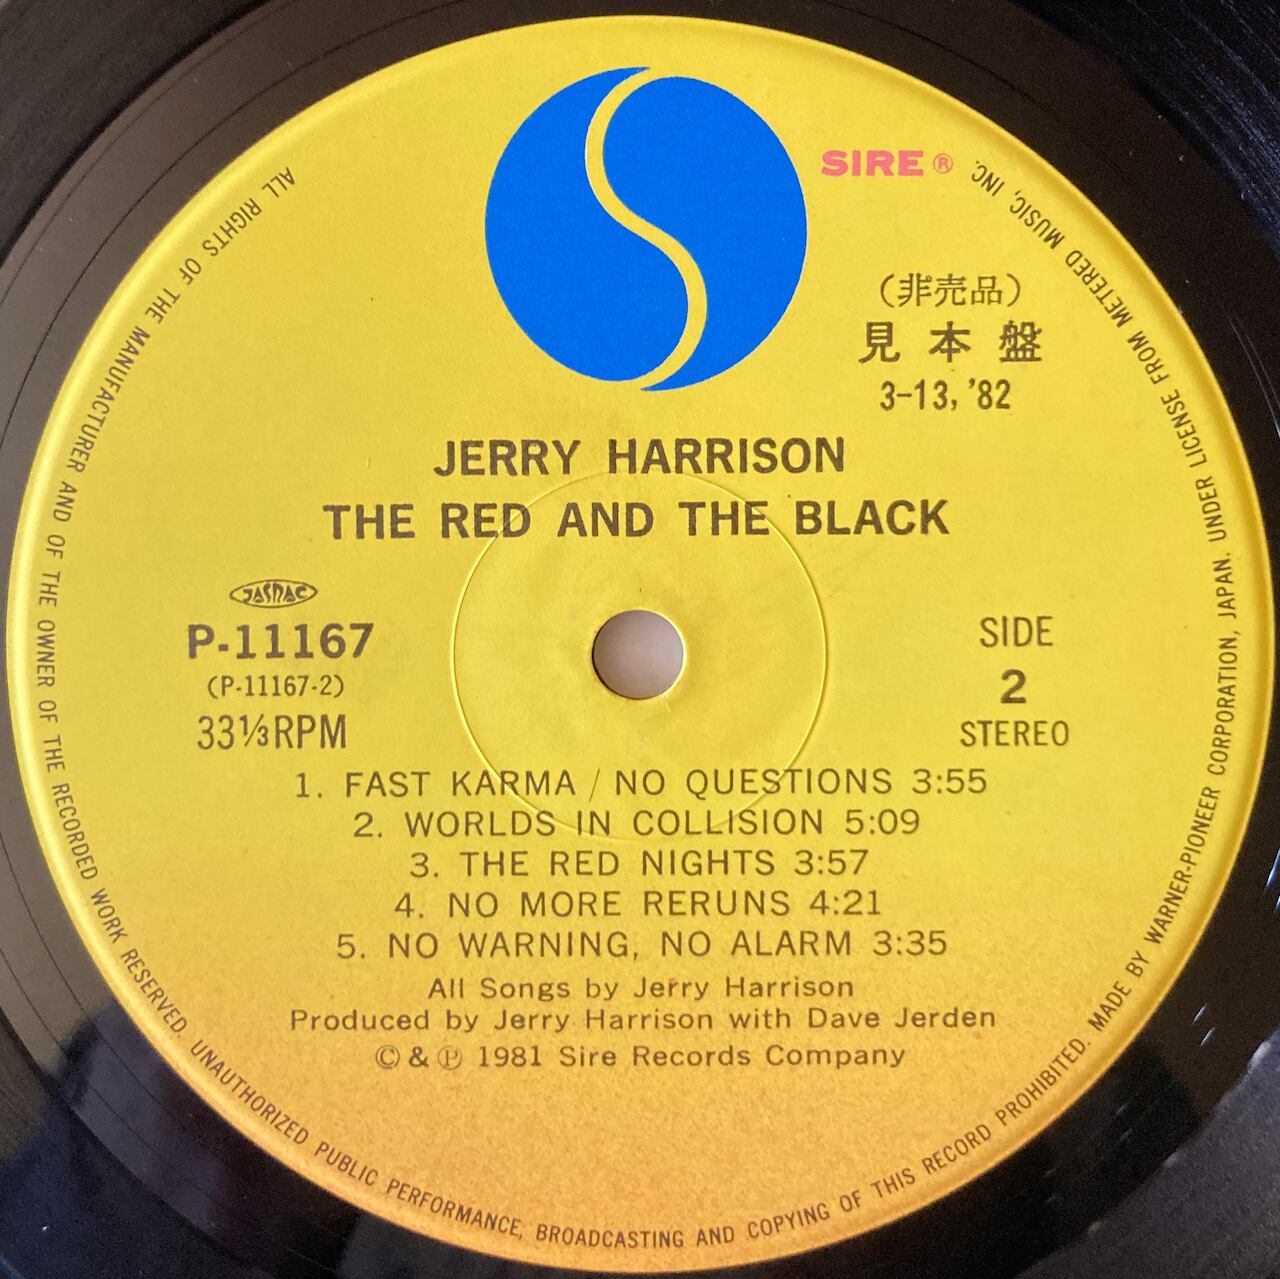 SIRE®
（非売品）
見本盤
3-13, '82
JERRY HARRISON
THE RED AND THE BLACK
JASRAC
P-11167
(P-11167-2)
33⅓RPM
SIDE
2
STEREO
1. FAST KARMA / NO QUESTIONS 3:55
2. WORLDS IN COLLISION 5:09
3. THE RED NIGHTS 3:57
4. NO MORE RERUNS 4:21
5. NO WARNING, NO ALARM 3:35
All Songs by Jerry Harrison
Produced by Jerry Harrison with Dave Jerden
© & ℗ 1981 Sire Records Company
ALL RIGHTS OF THE MANUFACTURER AND OF THE OWNER OF THE RECORDED WORK RESERVED. UNAUTHORIZED PUBLIC PERFORMANCE, BROADCASTING AND COPYING OF THIS RECORD PROHIBITED. MADE BY WARNER-PIONEER CORPORATION, JAPAN. UNDER LICENSE FROM METERED MUSIC, INC.